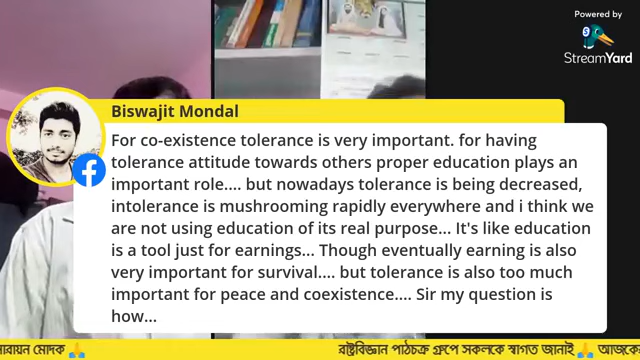 Powered by
StreamYard
Biswajit Mondal
For co-existence tolerance is very important. for having
tolerance attitude towards others proper education plays an
important role.... but nowadays tolerance is being decreased,
intolerance is mushrooming rapidly everywhere and i think we
are not using education of its real purpose... It's like education
is a tool just for earnings... Though eventually earning is also
very important for survival.... but tolerance is also too much
important for peace and coexistence.... Sir my question is
how...
মোদক🙏 রাষ্ট্রবিজ্ঞান পাঠচক্র গ্রুপে সকলকে স্বাগত জানাই🙏